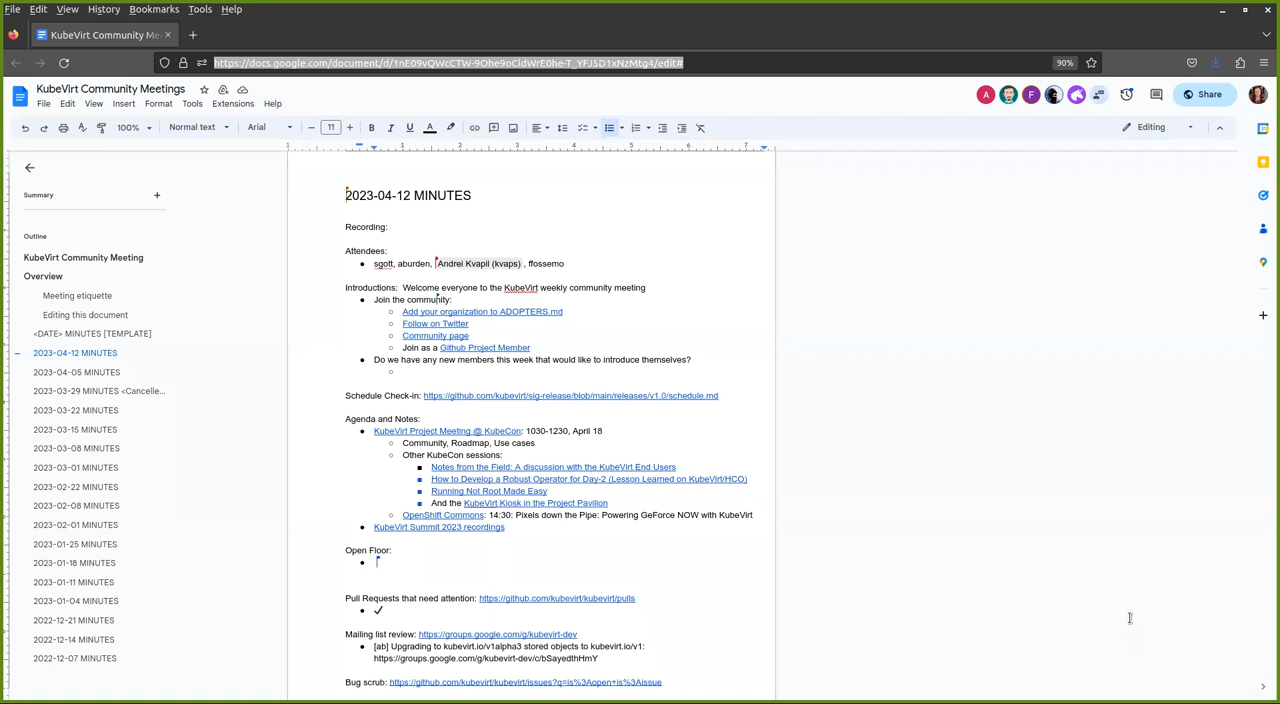 File Edit View History Bookmarks Tools Help
KubeVirt Community Me
https://docs.google.com/document/d/1nE09vQWcCTW-9Ohe9oCldWrE0he-T_YFJ5D1xNzMtg4/edit#
90%
KubeVirt Community Meetings
File Edit View Insert Format Tools Extensions Help
A F Share
100% Normal text Arial 11 Editing
1 1 2 3 4 5 6 7
Summary
Outline
KubeVirt Community Meeting
Overview
Meeting etiquette
Editing this document
<DATE> MINUTES [TEMPLATE]
2023-04-12 MINUTES
2023-04-05 MINUTES
2023-03-29 MINUTES <Cancelle...
2023-03-22 MINUTES
2023-03-15 MINUTES
2023-03-08 MINUTES
2023-03-01 MINUTES
2023-02-22 MINUTES
2023-02-08 MINUTES
2023-02-01 MINUTES
2023-01-25 MINUTES
2023-01-18 MINUTES
2023-01-11 MINUTES
2023-01-04 MINUTES
2022-12-21 MINUTES
2022-12-14 MINUTES
2022-12-07 MINUTES
2023-04-12 MINUTES
Recording:
Attendees:
sgott, aburden, Andrei Kvapil (kvaps) , ffossemo
Introductions: Welcome everyone to the KubeVirt weekly community meeting
Join the community:
Add your organization to ADOPTERS.md
Follow on Twitter
Community page
Join as a Github Project Member
Do we have any new members this week that would like to introduce themselves?
Schedule Check-in: https://github.com/kubevirt/sig-release/blob/main/releases/v1.0/schedule.md
Agenda and Notes:
KubeVirt Project Meeting @ KubeCon: 1030-1230, April 18
Community, Roadmap, Use cases
Other KubeCon sessions:
Notes from the Field: A discussion with the KubeVirt End Users
How to Develop a Robust Operator for Day-2 (Lesson Learned on KubeVirt/HCO)
Running Not Root Made Easy
And the KubeVirt Kiosk in the Project Pavilion
OpenShift Commons: 14:30: Pixels down the Pipe: Powering GeForce NOW with KubeVirt
KubeVirt Summit 2023 recordings
Open Floor:
Pull Requests that need attention: https://github.com/kubevirt/kubevirt/pulls
✓
Mailing list review: https://groups.google.com/g/kubevirt-dev
[ab] Upgrading to kubevirt.io/v1alpha3 stored objects to kubevirt.io/v1:
https://groups.google.com/g/kubevirt-dev/c/bSayedthHmY
Bug scrub: https://github.com/kubevirt/kubevirt/issues?q=is%3Aopen+is%3Aissue